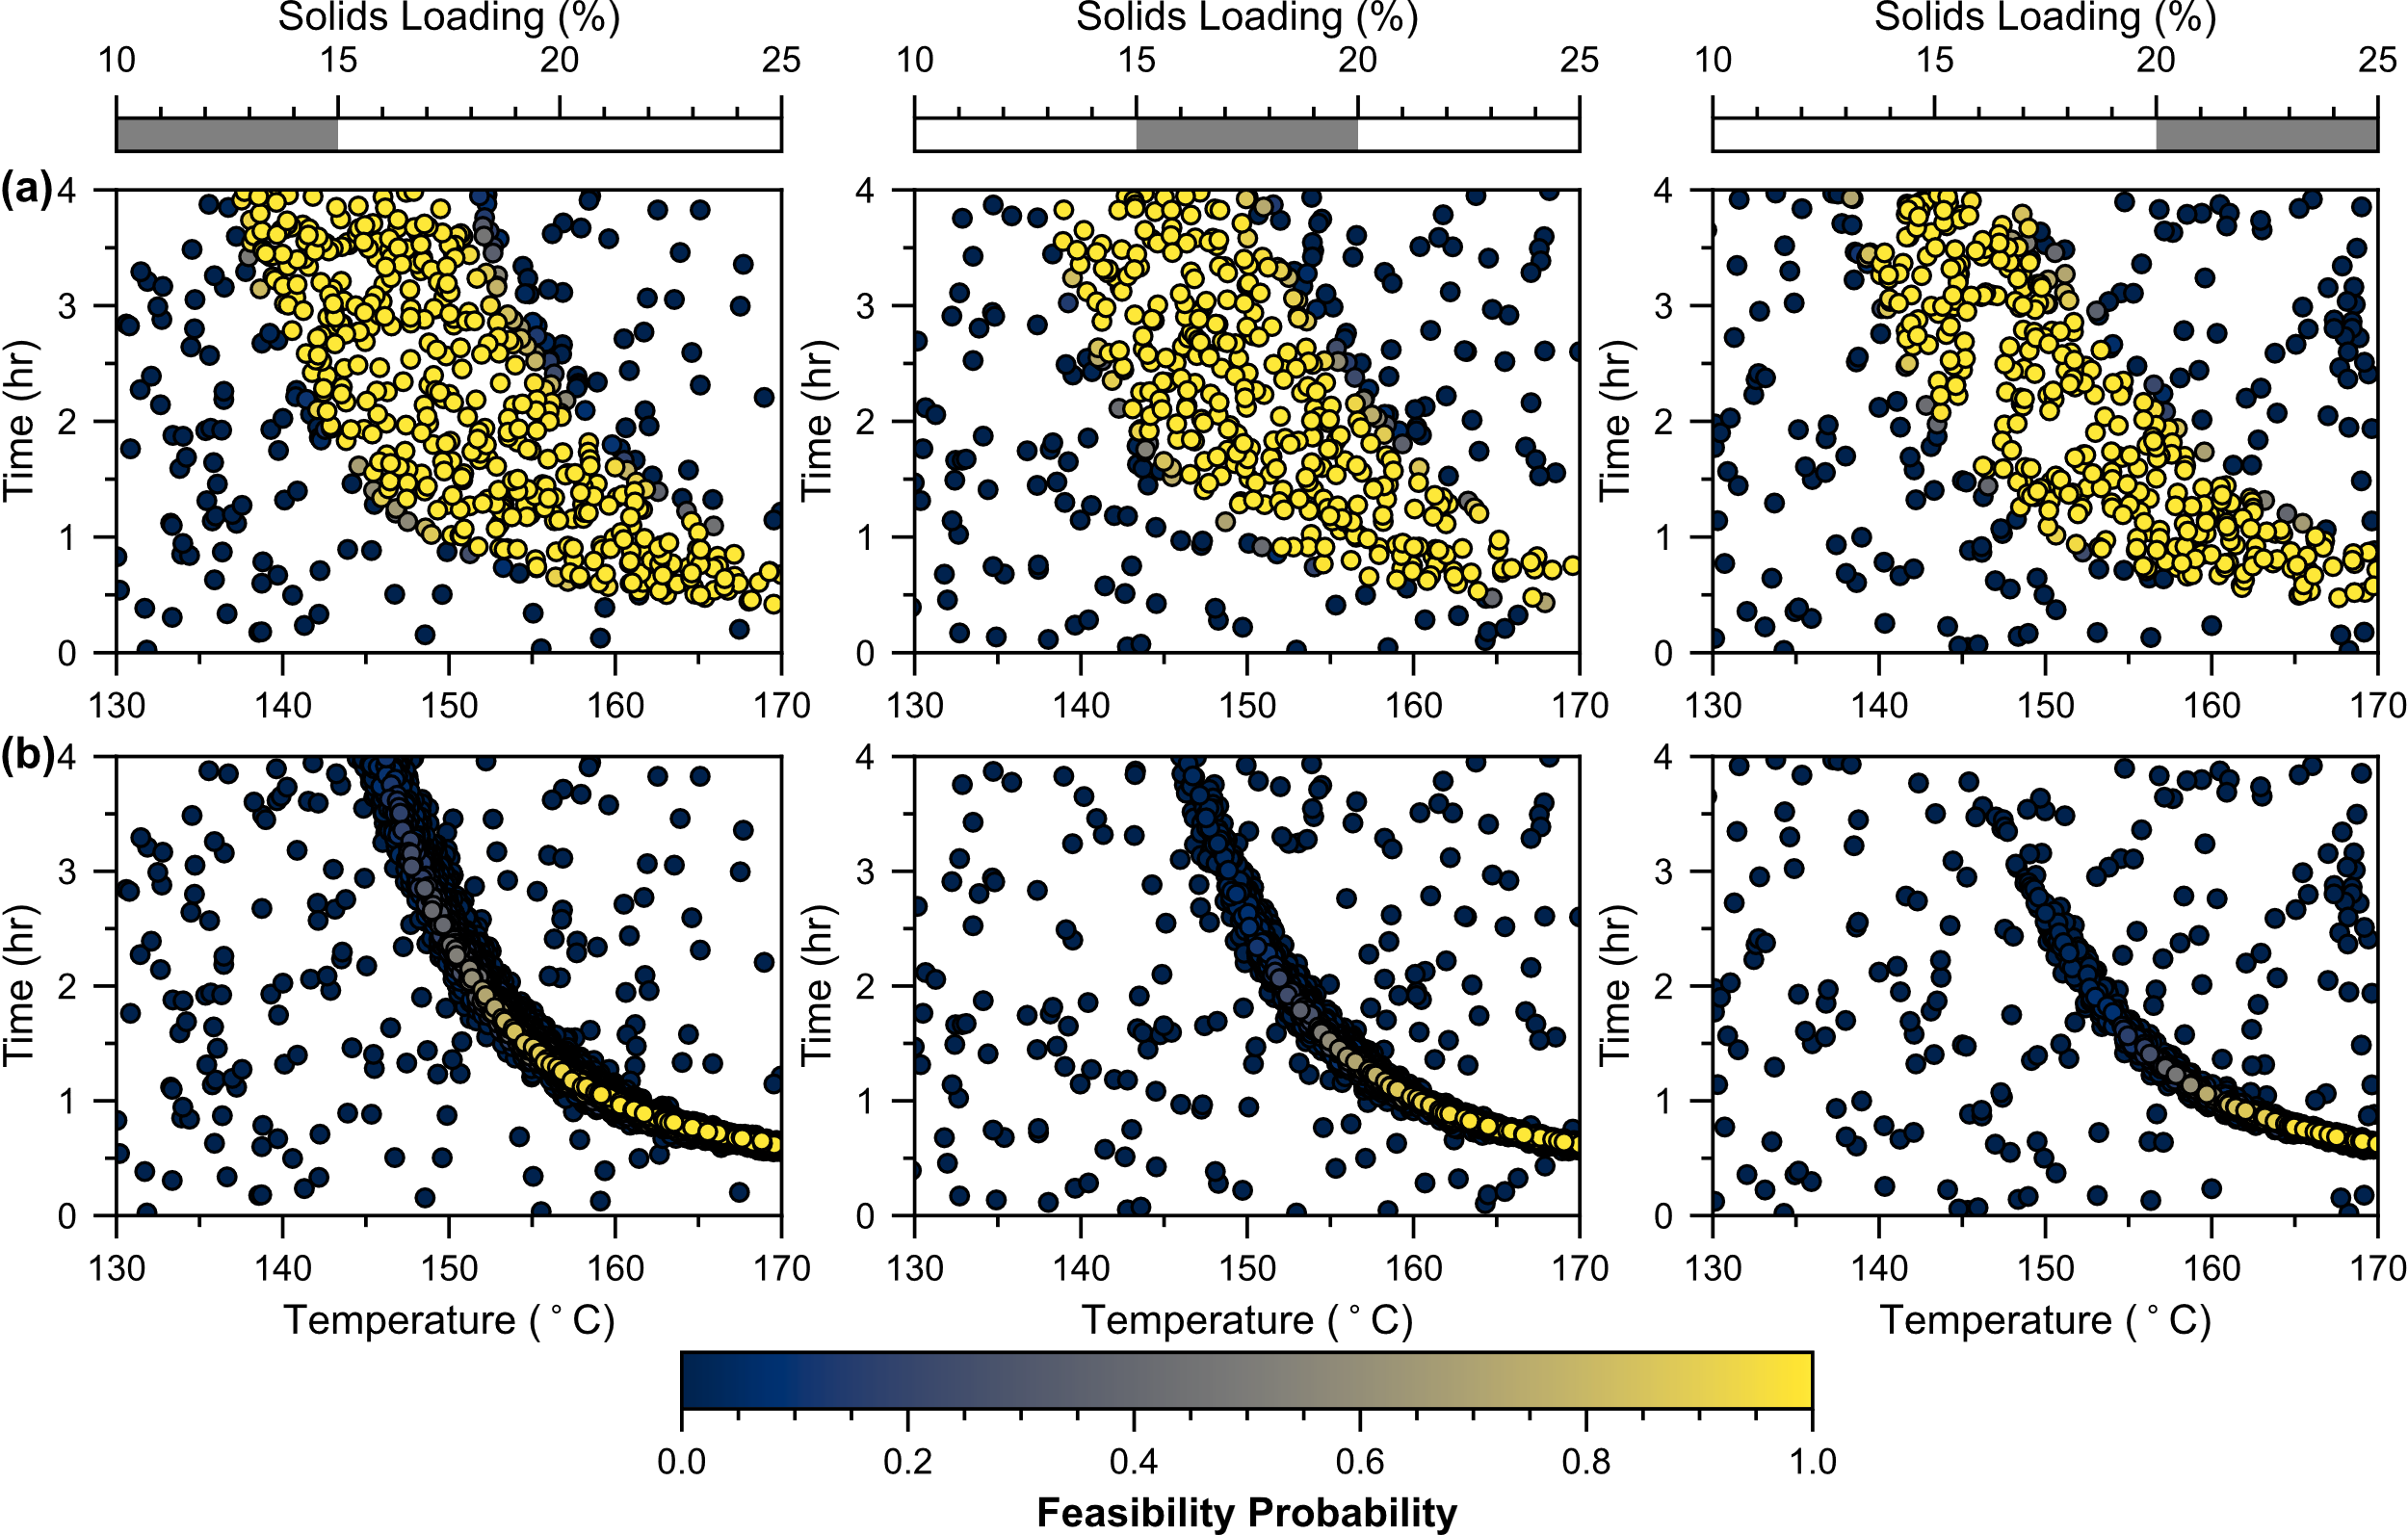 Solids Loading (%) Solids Loading (%) Solids Loading (%)
10 15 20 25 10 15 20 25 10 15 20 25
(a)
4 4 4
3 3 3
Time (hr) Time (hr) Time (hr)
2 2 2
1 1 1
0 0 0
130 140 150 160 170 130 140 150 160 170 130 140 150 160 170
(b)
4 4 4
3 3 3
Time (hr) Time (hr) Time (hr)
2 2 2
1 1 1
0 0 0
130 140 150 160 170 130 140 150 160 170 130 140 150 160 170
Temperature (°C) Temperature (°C) Temperature (°C)
0.0 0.2 0.4 0.6 0.8 1.0
Feasibility Probability